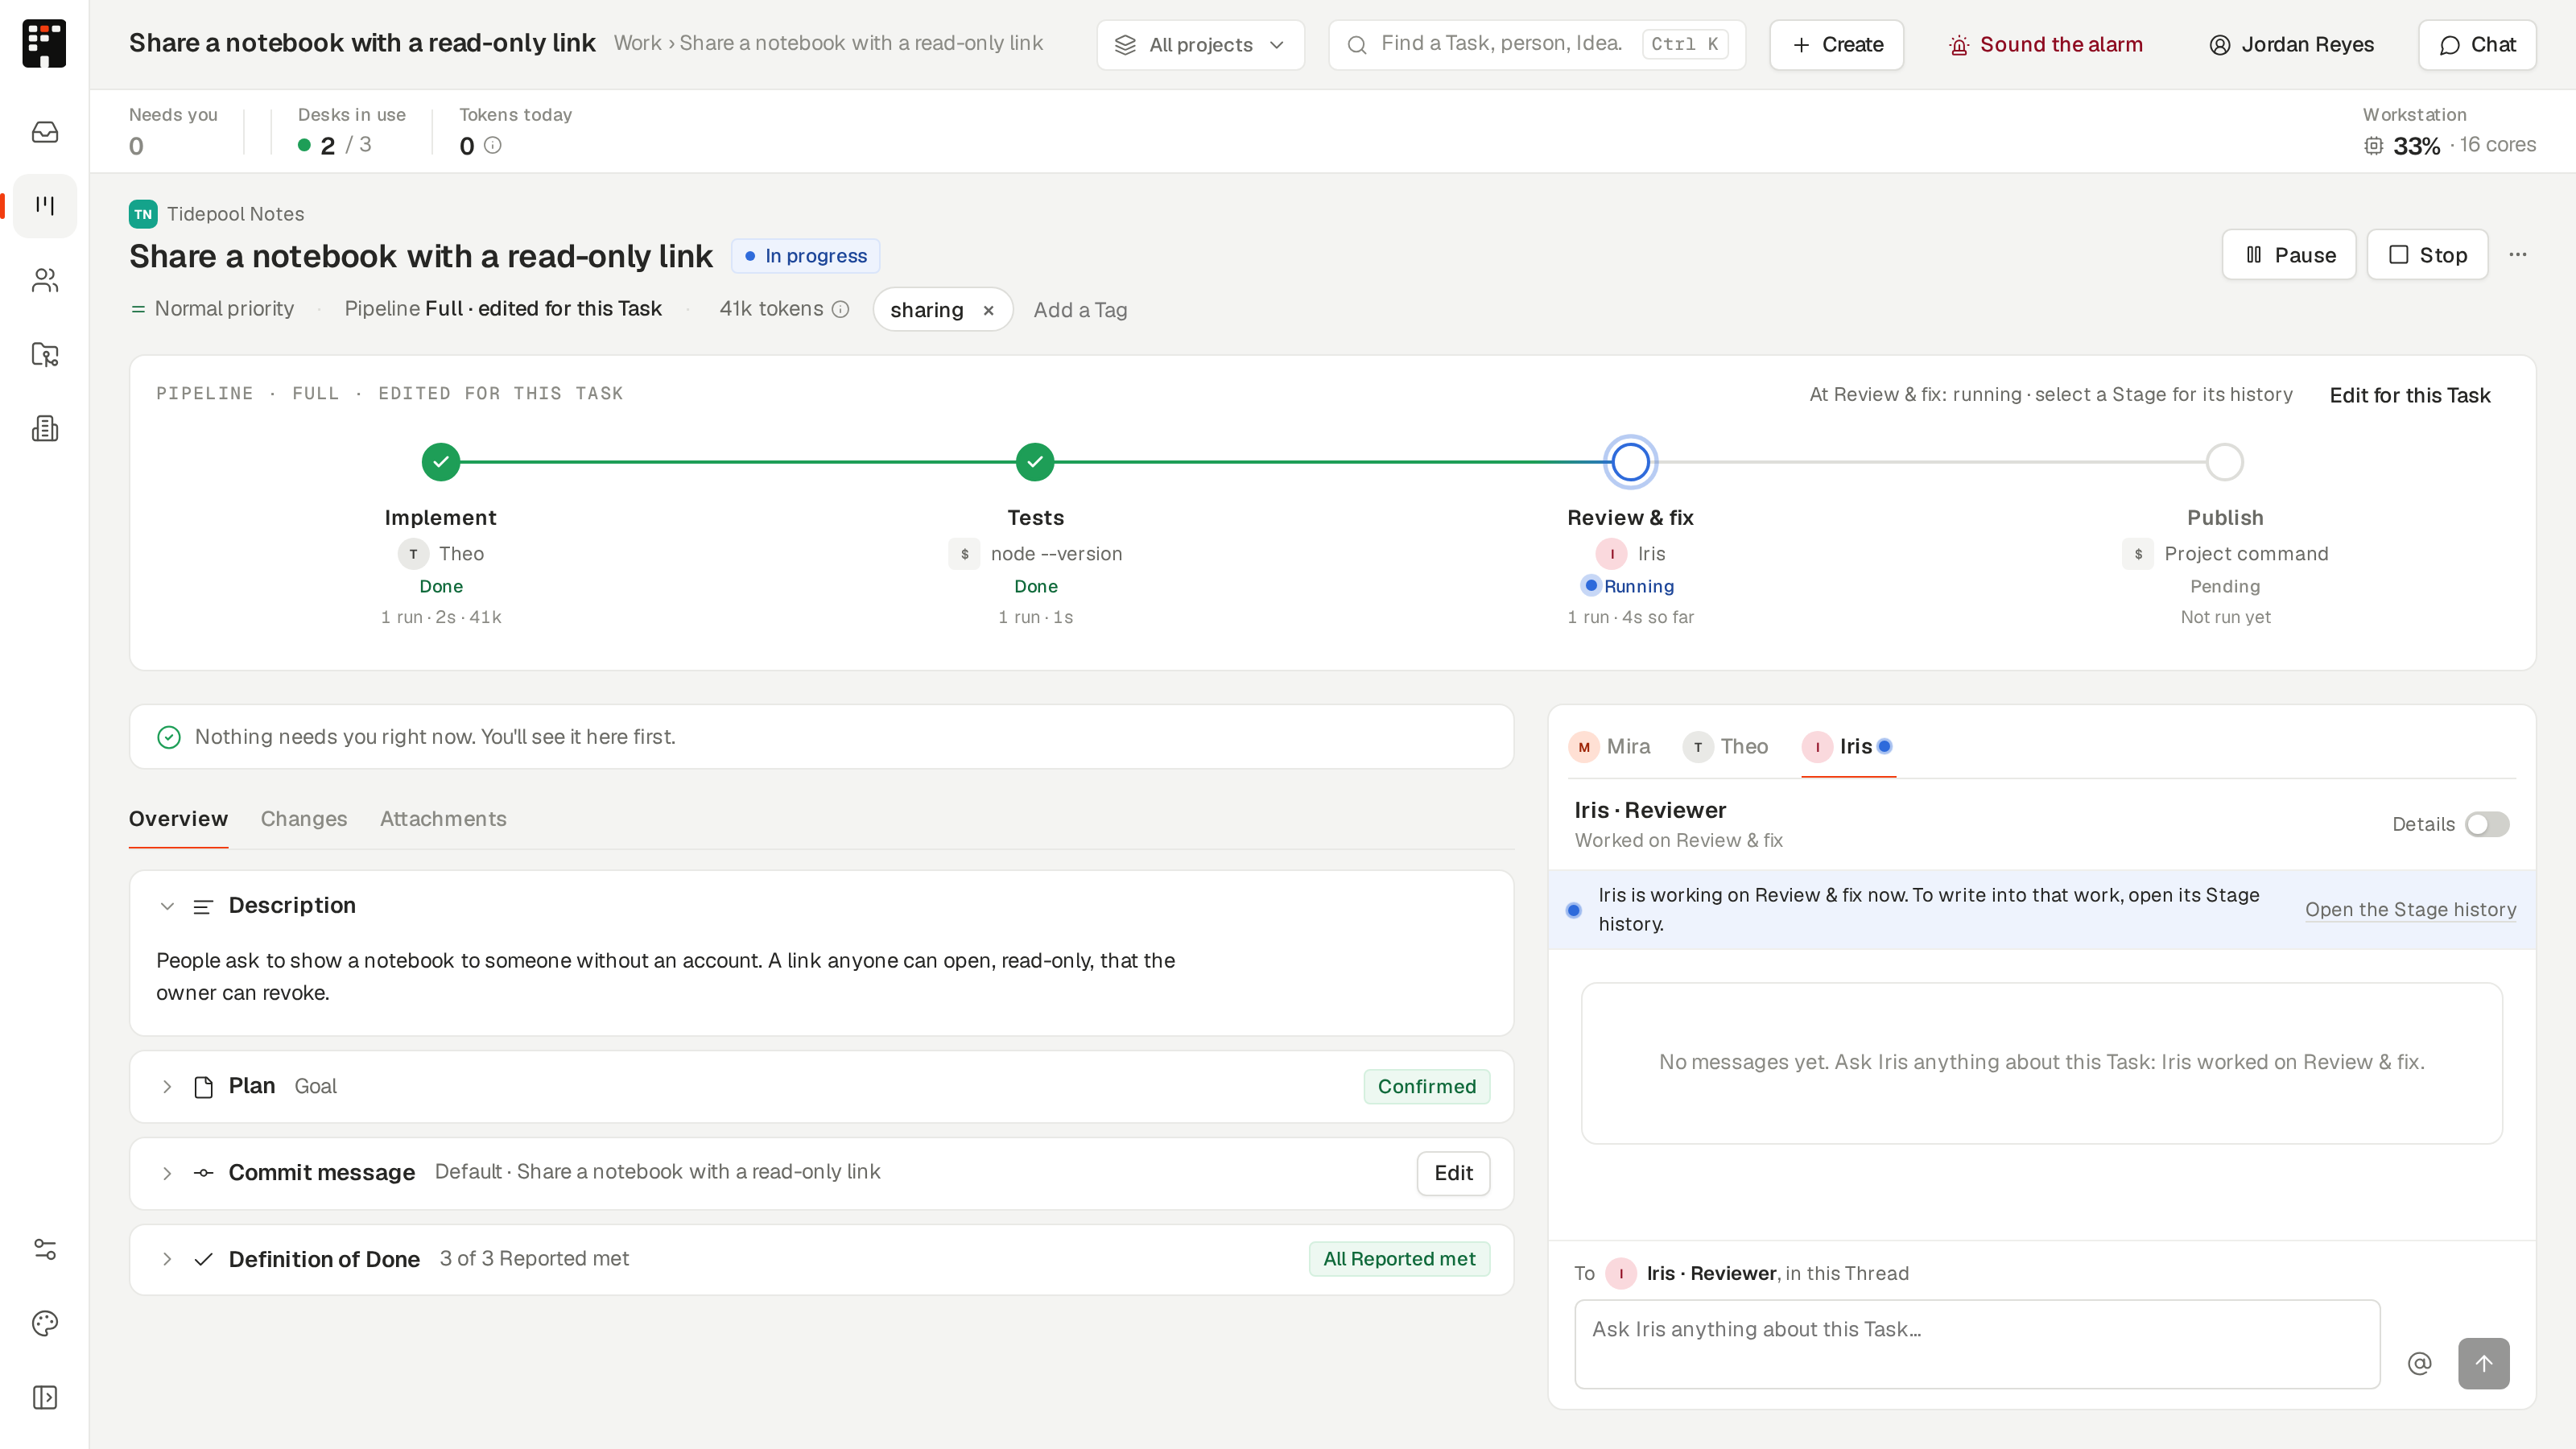 Share a notebook with a read-only link
Work › Share a notebook with a read-only link
All projects
Find a Task, person, Idea.
Ctrl K
Create
Sound the alarm
Jordan Reyes
Chat
Needs you
0
Desks in use
2 / 3
Tokens today
0
Workstation
33% · 16 cores
TN Tidepool Notes
Share a notebook with a read-only link
In progress
Pause
Stop
Normal priority · Pipeline Full · edited for this Task · 41k tokens
sharing ×
Add a Tag
PIPELINE · FULL · EDITED FOR THIS TASK
At Review & fix: running · select a Stage for its history
Edit for this Task
Implement
T Theo
Done
1 run · 2s · 41k
Tests
$ node --version
Done
1 run · 1s
Review & fix
I Iris
Running
1 run · 4s so far
Publish
$ Project command
Pending
Not run yet
Nothing needs you right now. You'll see it here first.
Overview
Changes
Attachments
Description
People ask to show a notebook to someone without an account. A link anyone can open, read-only, that the
owner can revoke.
Plan Goal
Confirmed
Commit message Default · Share a notebook with a read-only link
Edit
Definition of Done 3 of 3 Reported met
All Reported met
M Mira
T Theo
I Iris
Iris · Reviewer
Worked on Review & fix
Details
Iris is working on Review & fix now. To write into that work, open its Stage
history.
Open the Stage history
No messages yet. Ask Iris anything about this Task: Iris worked on Review & fix.
To I Iris · Reviewer, in this Thread
Ask Iris anything about this Task…